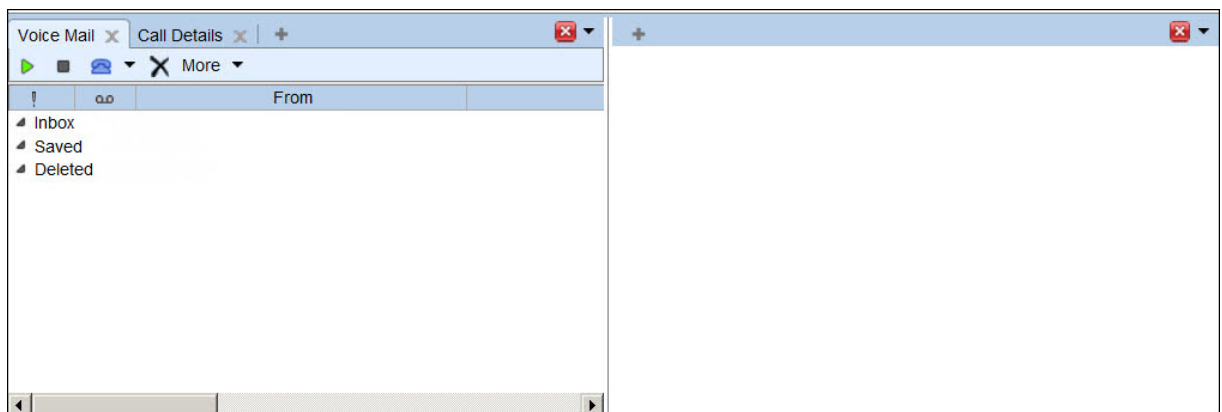 Voice Mail Call Details
More
! From
Inbox
Saved
Deleted